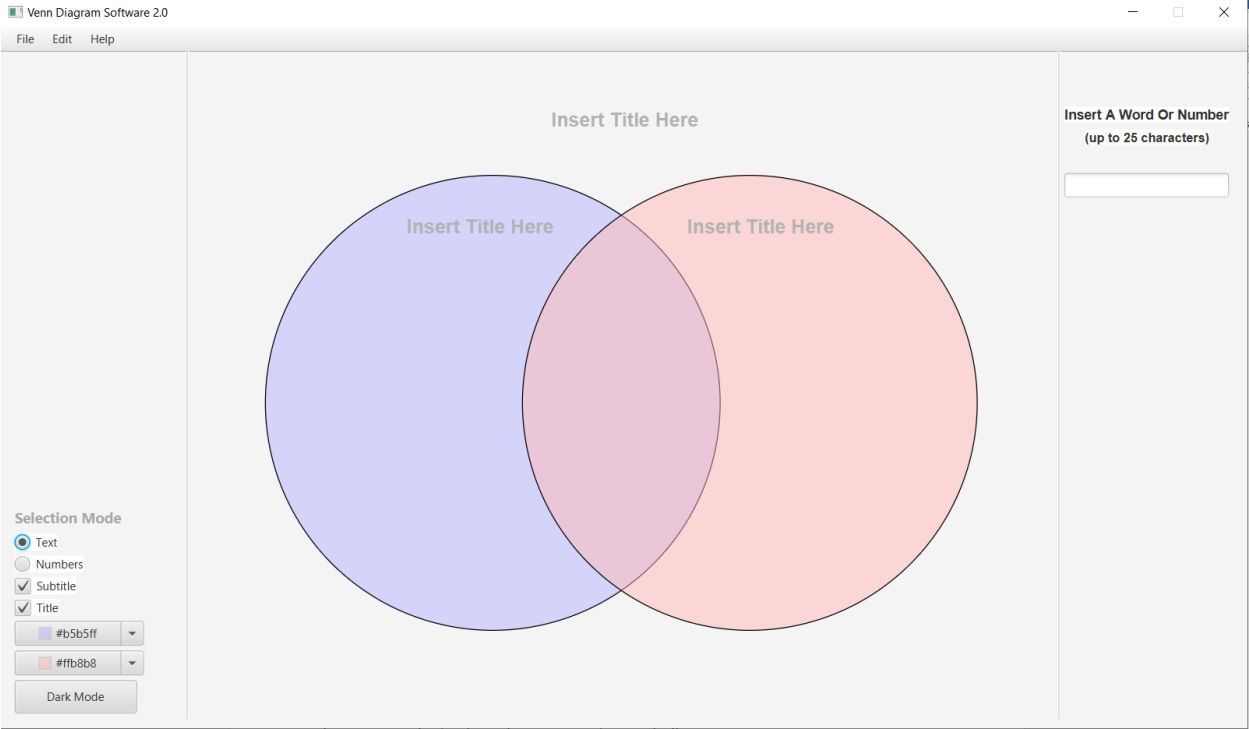 Venn Diagram Software 2.0
File Edit Help
Insert Title Here
Insert A Word Or Number
(up to 25 characters)
Insert Title Here Insert Title Here
Selection Mode
Text
Numbers
Subtitle
Title
#b5b5ff
#ffb8b8
Dark Mode